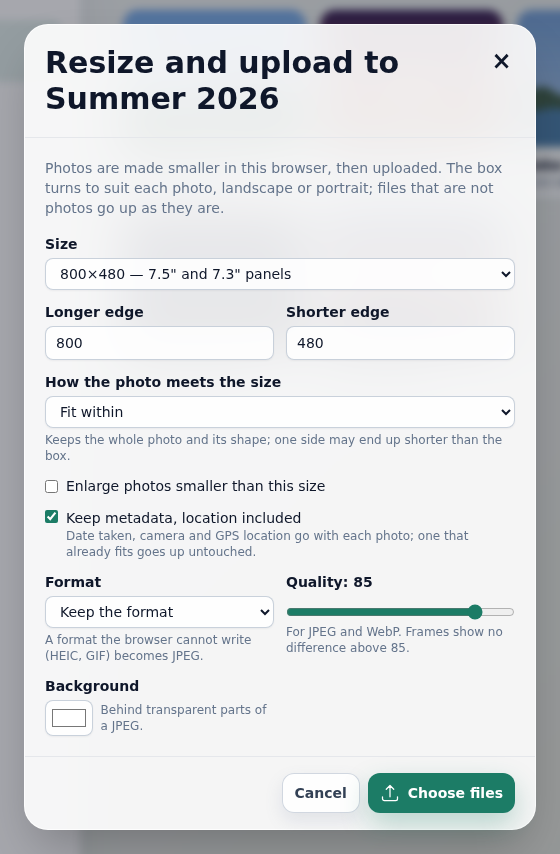 Resize and upload to
Summer 2026
Photos are made smaller in this browser, then uploaded. The box
turns to suit each photo, landscape or portrait; files that are not
photos go up as they are.
Size
800×480 — 7.5" and 7.3" panels
Longer edge
Shorter edge
800
480
How the photo meets the size
Fit within
Keeps the whole photo and its shape; one side may end up shorter than the
box.
Enlarge photos smaller than this size
Keep metadata, location included
Date taken, camera and GPS location go with each photo; one that
already fits goes up untouched.
Format
Keep the format
A format the browser cannot write
(HEIC, GIF) becomes JPEG.
Quality: 85
For JPEG and WebP. Frames show no
difference above 85.
Background
Behind transparent parts of
a JPEG.
Cancel
Choose files